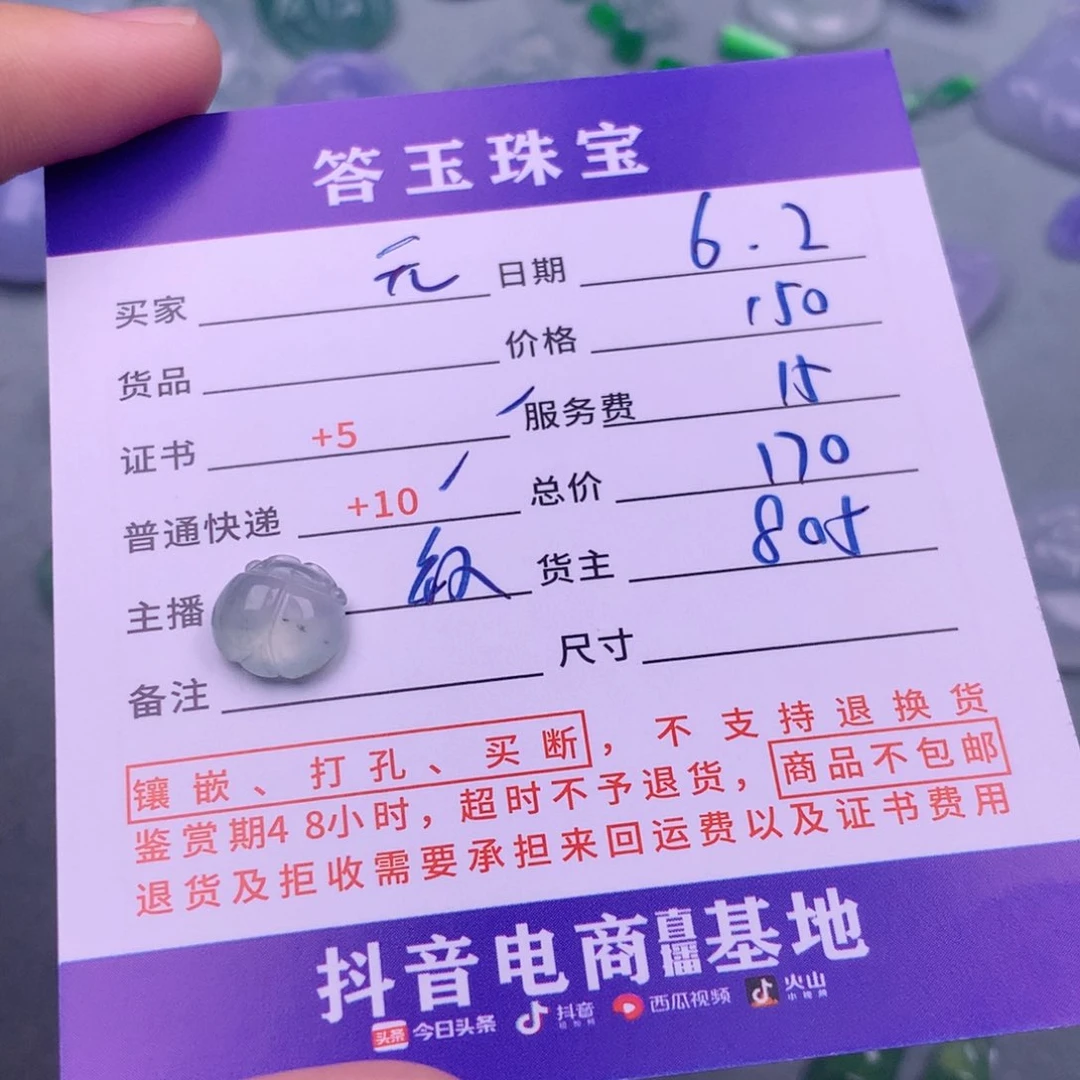 答玉珠宝
买家 元 日期 6.2
货品 价格 150
证书 +5 服务费 15
普通快递 +10 总价 170
主播 敏 货主 805
备注 尺寸
镶嵌、打孔、买断，不支持退换货
鉴赏期48小时，超时不予退货，商品不包邮
退货及拒收需要承担来回运费以及证书费用
抖音电商直播基地
头条 今日头条 抖音 西瓜视频 火山